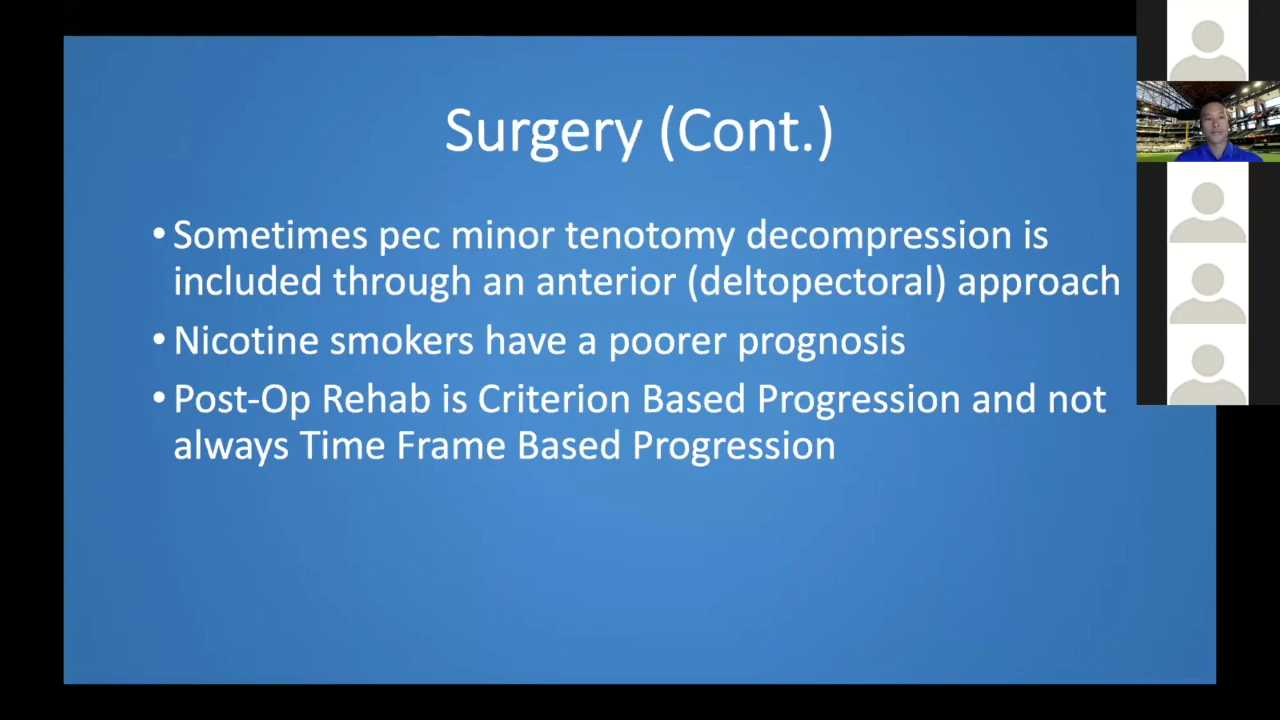 Surgery (Cont.)
• Sometimes pec minor tenotomy decompression is
included through an anterior (deltopectoral) approach
• Nicotine smokers have a poorer prognosis
• Post-Op Rehab is Criterion Based Progression and not
always Time Frame Based Progression